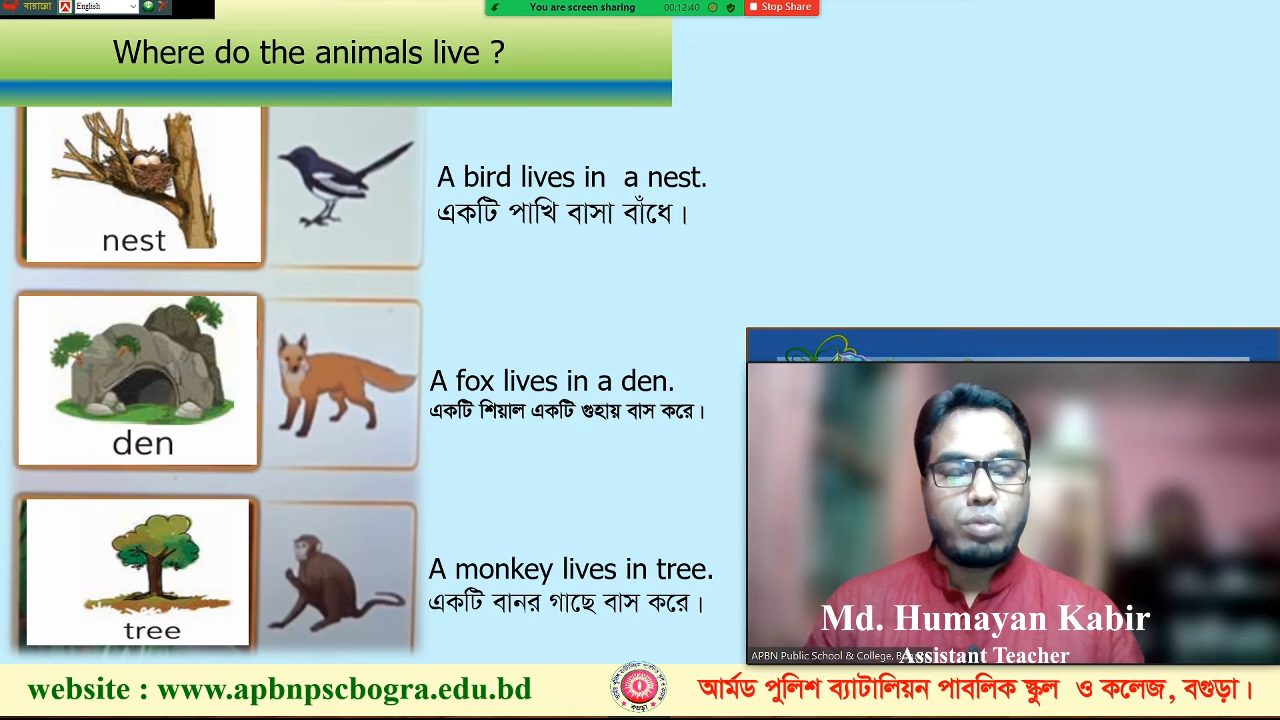 বায়ান্নো
English
You are screen sharing
00:12:40
Stop Share
Where do the animals live ?
nest
A bird lives in a nest.
একটি পাখি বাসা বাঁধে।
den
A fox lives in a den.
একটি শিয়াল একটি গুহায় বাস করে।
tree
A monkey lives in tree.
একটি বানর গাছে বাস করে।
Md. Humayan Kabir
APBN Public School & College,
Assistant Teacher
website : www.apbnpscbogra.edu.bd
আর্মড পুলিশ ব্যাটালিয়ন পাবলিক স্কুল ও কলেজ, বগুড়া।